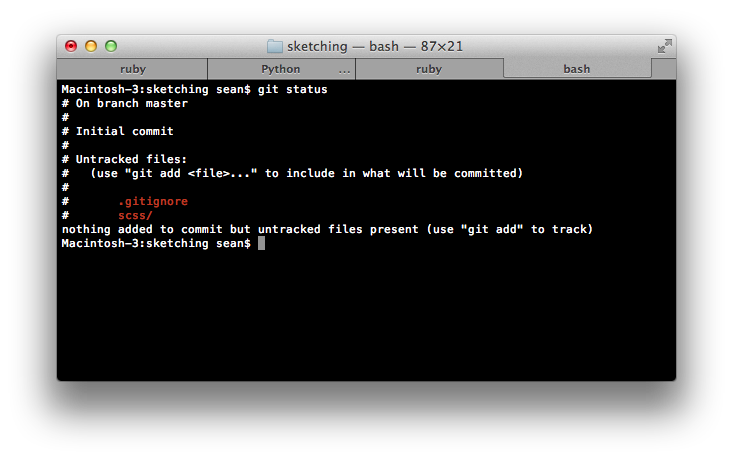 sketching — bash — 87×21
ruby
Python ...
ruby
bash
Macintosh-3:sketching sean$ git status
# On branch master
#
# Initial commit
#
# Untracked files:
#   (use "git add <file>..." to include in what will be committed)
#
#       .gitignore
#       scss/
nothing added to commit but untracked files present (use "git add" to track)
Macintosh-3:sketching sean$